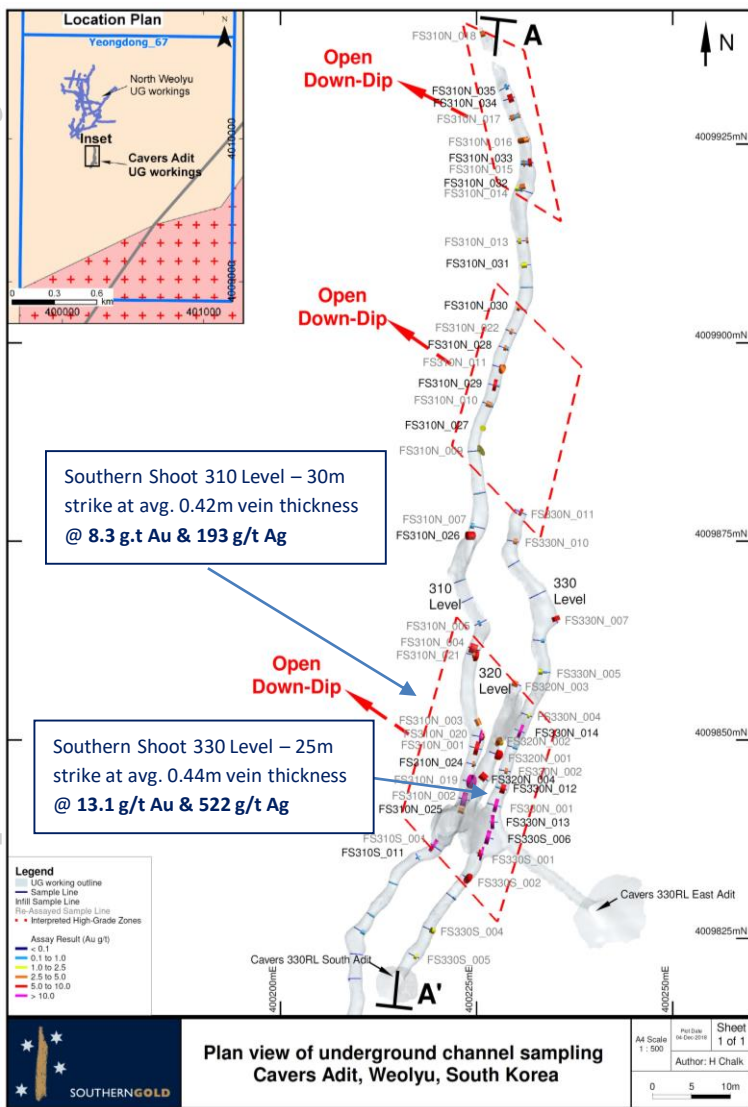 Location Plan
N
Yeongdong_67
North Weolyu
UG workings
Inset
Cavers Adit
UG workings
4010000
4009000
0 0.3 0.6
km
400000 401000
A
N
FS310N_018
Open
Down-Dip
FS310N_035
FS310N_034
FS310N_017
4009925mN
FS310N_016
FS310N_033
FS310N_015
FS310N_032
FS310N_014
FS310N_013
FS310N_031
Open
Down-Dip
FS310N_030
FS310N_022
4009900mN
FS310N_028
FS310N_011
FS310N_029
FS310N_010
FS310N_027
FS310N_009
Southern Shoot 310 Level – 30m
strike at avg. 0.42m vein thickness
@ 8.3 g.t Au & 193 g/t Ag
FS330N_011
FS310N_007
FS310N_026
FS330N_010
4009875mN
310
Level
330
Level
FS310N_005
FS330N_007
FS310N_004
FS310N_021
Open
Down-Dip
320
Level
FS330N_005
FS320N_003
FS310N_003
FS330N_004
FS310N_020
FS330N_014
4009850mN
FS310N_001
FS320N_002
FS320N_001
FS310N_024
FS330N_002
FS310N_019
FS320N_004
FS330N_012
FS310N_002
FS330N_001
FS310N_025
FS330N_013
FS330N_006
FS310S_001
FS310S_011
FS330S_001
FS330S_002
Southern Shoot 330 Level – 25m
strike at avg. 0.44m vein thickness
@ 13.1 g/t Au & 522 g/t Ag
Cavers 330RL East Adit
FS330S_004
4009825mN
Cavers 330RL South Adit
FS330S_005
A'
400200mE
400225mE
400250mE
Legend
UG working outline
Sample Line
Infill Sample Line
Re-Assayed Sample Line
Interpreted High-Grade Zones
Assay Result (Au g/t)
< 0.1
0.1 to 1.0
1.0 to 2.5
2.5 to 5.0
5.0 to 10.0
> 10.0
SOUTHERNGOLD
Plan view of underground channel sampling
Cavers Adit, Weolyu, South Korea
A4 Scale
1 : 500
Plot Date
04-Dec-2018
Sheet
1 of 1
Author: H Chalk
0 5 10m